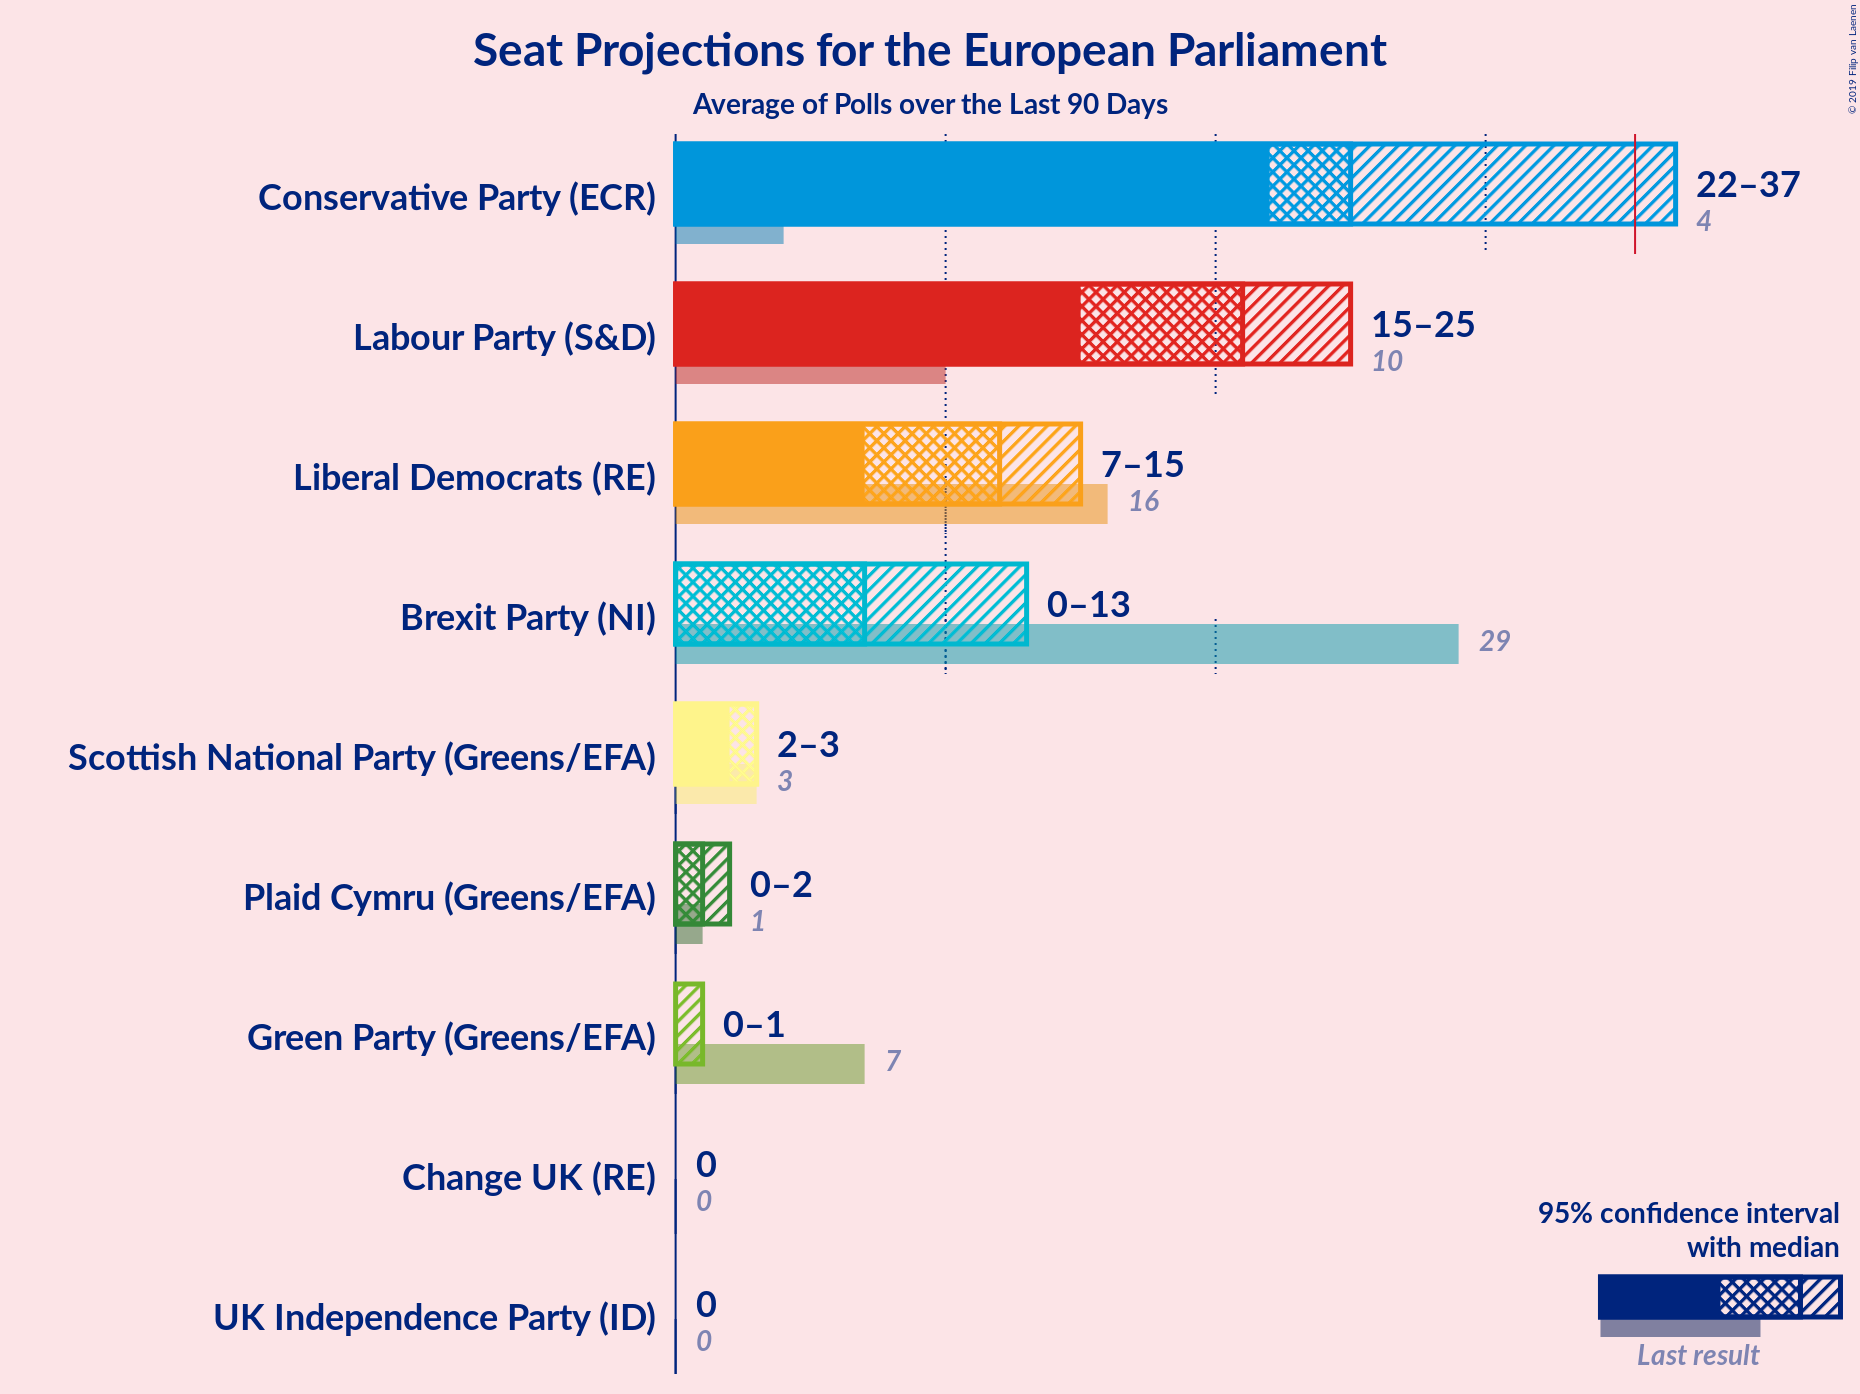 Seat Projections for the European Parliament
Average of Polls over the Last 90 Days
© 2019 Filip van Laenen
Conservative Party (ECR)
22–37
4
Labour Party (S&D)
15–25
10
Liberal Democrats (RE)
7–15
16
Brexit Party (NI)
0–13
29
Scottish National Party (Greens/EFA)
2–3
3
Plaid Cymru (Greens/EFA)
0–2
1
Green Party (Greens/EFA)
0–1
7
Change UK (RE)
0
0
UK Independence Party (ID)
0
0
95% confidence interval
with median
Last result